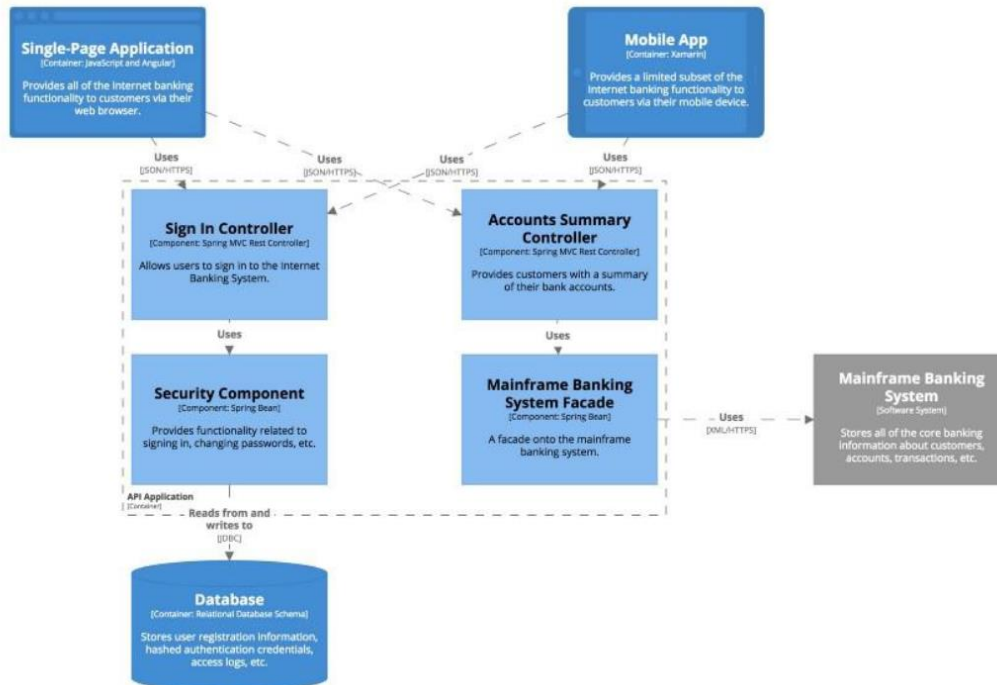 Single-Page Application
[Container: JavaScript and Angular]
Provides all of the Internet banking
functionality to customers via their
web browser.
Mobile App
[Container: Xamarin]
Provides a limited subset of the
Internet banking functionality to
customers via their mobile device.
Uses
[JSON/HTTPS]
Uses
[JSON/HTTPS]
Uses
[JSON/HTTPS]
Uses
[JSON/HTTPS]
Sign In Controller
[Component: Spring MVC Rest Controller]
Allows users to sign in to the Internet
Banking System.
Accounts Summary
Controller
[Component: Spring MVC Rest Controller]
Provides customers with a summary
of their bank accounts.
Uses
Uses
Security Component
[Component: Spring Bean]
Provides functionality related to
signing in, changing passwords, etc.
Mainframe Banking
System Facade
[Component: Spring Bean]
A facade onto the mainframe
banking system.
Uses
[XML/HTTPS]
Mainframe Banking
System
[Software System]
Stores all of the core banking
information about customers,
accounts, transactions, etc.
API Application
[Container]
Reads from and
writes to
[JDBC]
Database
[Container: Relational Database Schema]
Stores user registration information,
hashed authentication credentials,
access logs, etc.